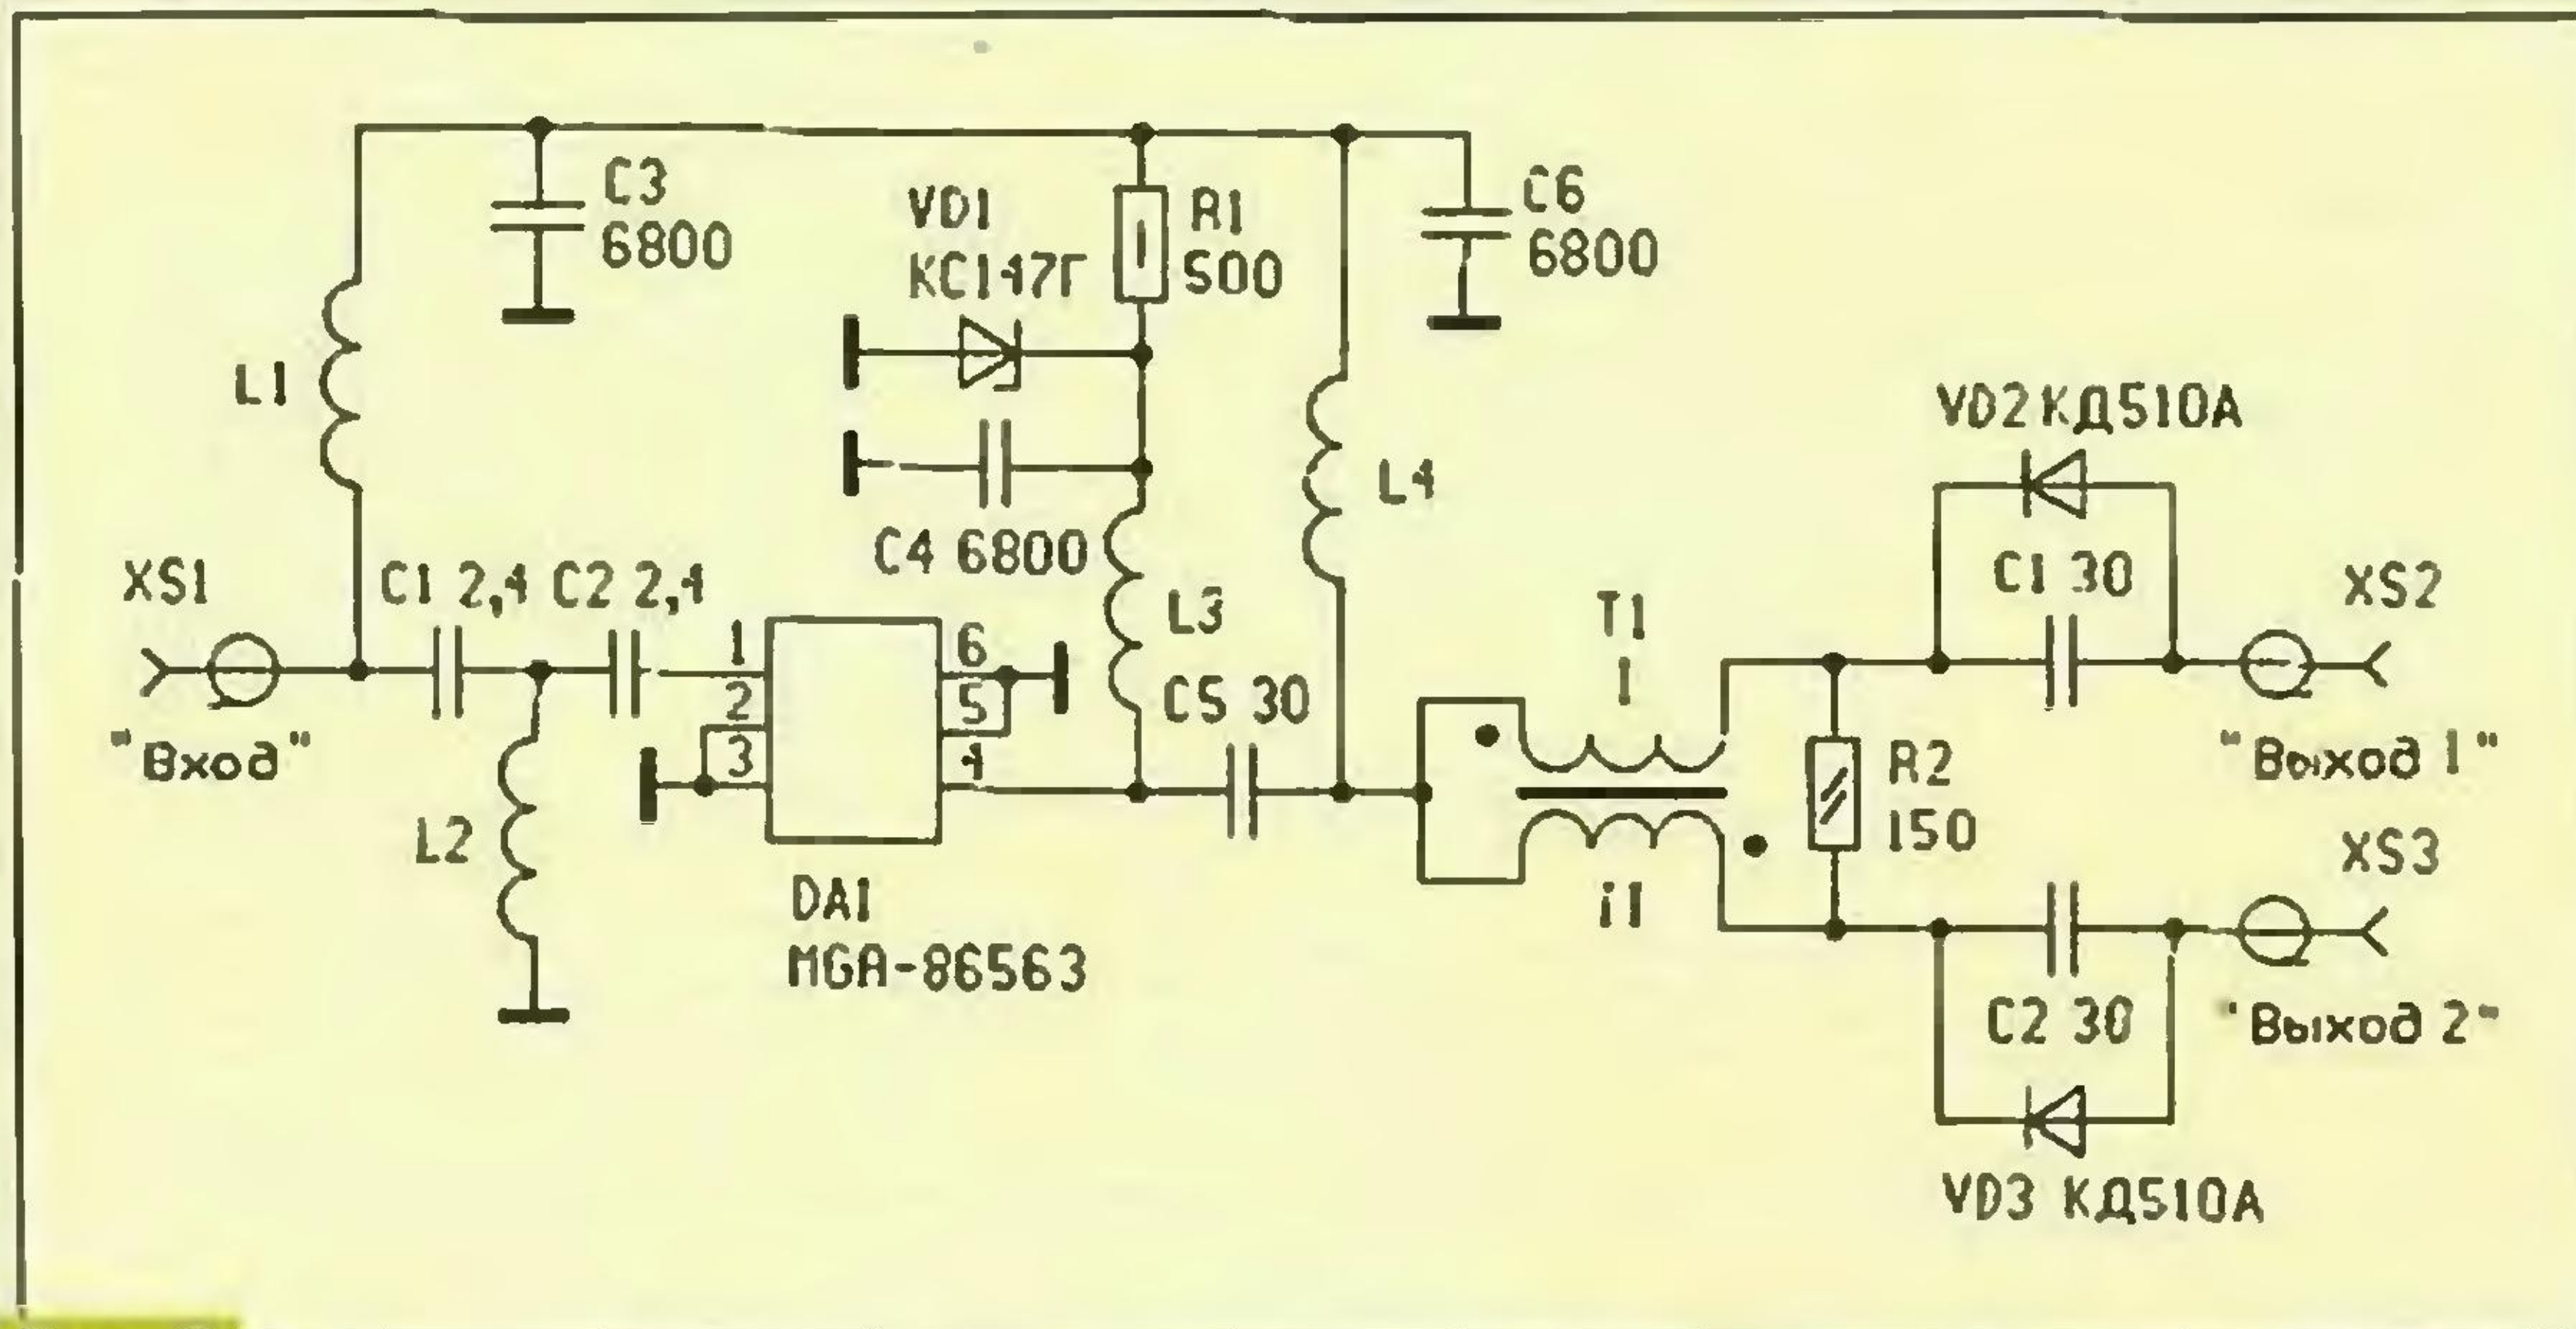 C3
6800
VD1
КС147Г
R1
500
C6
6800
L1
VD2 КД510А
L4
C4 6800
XS1
C1 2,4
C2 2,4
L3
T1
I
C1 30
XS2
1
2
3
6
5
4
C5 30
"Вход"
R2
150
"Выход 1"
L2
XS3
DA1
MGA-86563
II
C2 30
"Выход 2"
VD3 КД510А